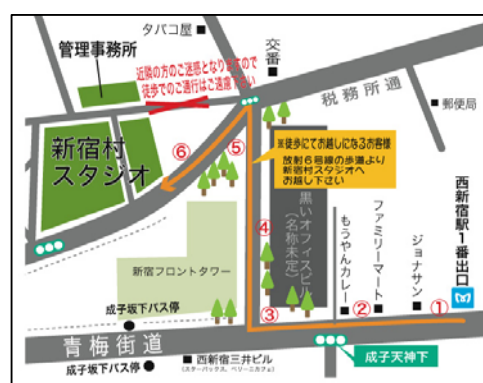 タバコ屋
管理事務所
近隣の方のご迷惑となりますので
徒歩でのご通行はご遠慮下さい
交番
税務所通
郵便局
新宿村
スタジオ
⑥
⑤
※徒歩にてお越しになるお客様
放射6号線の歩道より
新宿村スタジオへ
お越し下さい
④
黒いオフィスビル
(名称未定)
西新宿駅1番出口
新宿フロントタワー
もうやんカレー
ファミリーマート
ジョナサン
③
②
①
成子坂下バス停
青梅街道
成子坂下バス停
西新宿三井ビル
(スターバックス、ベリーニカフェ)
成子天神下